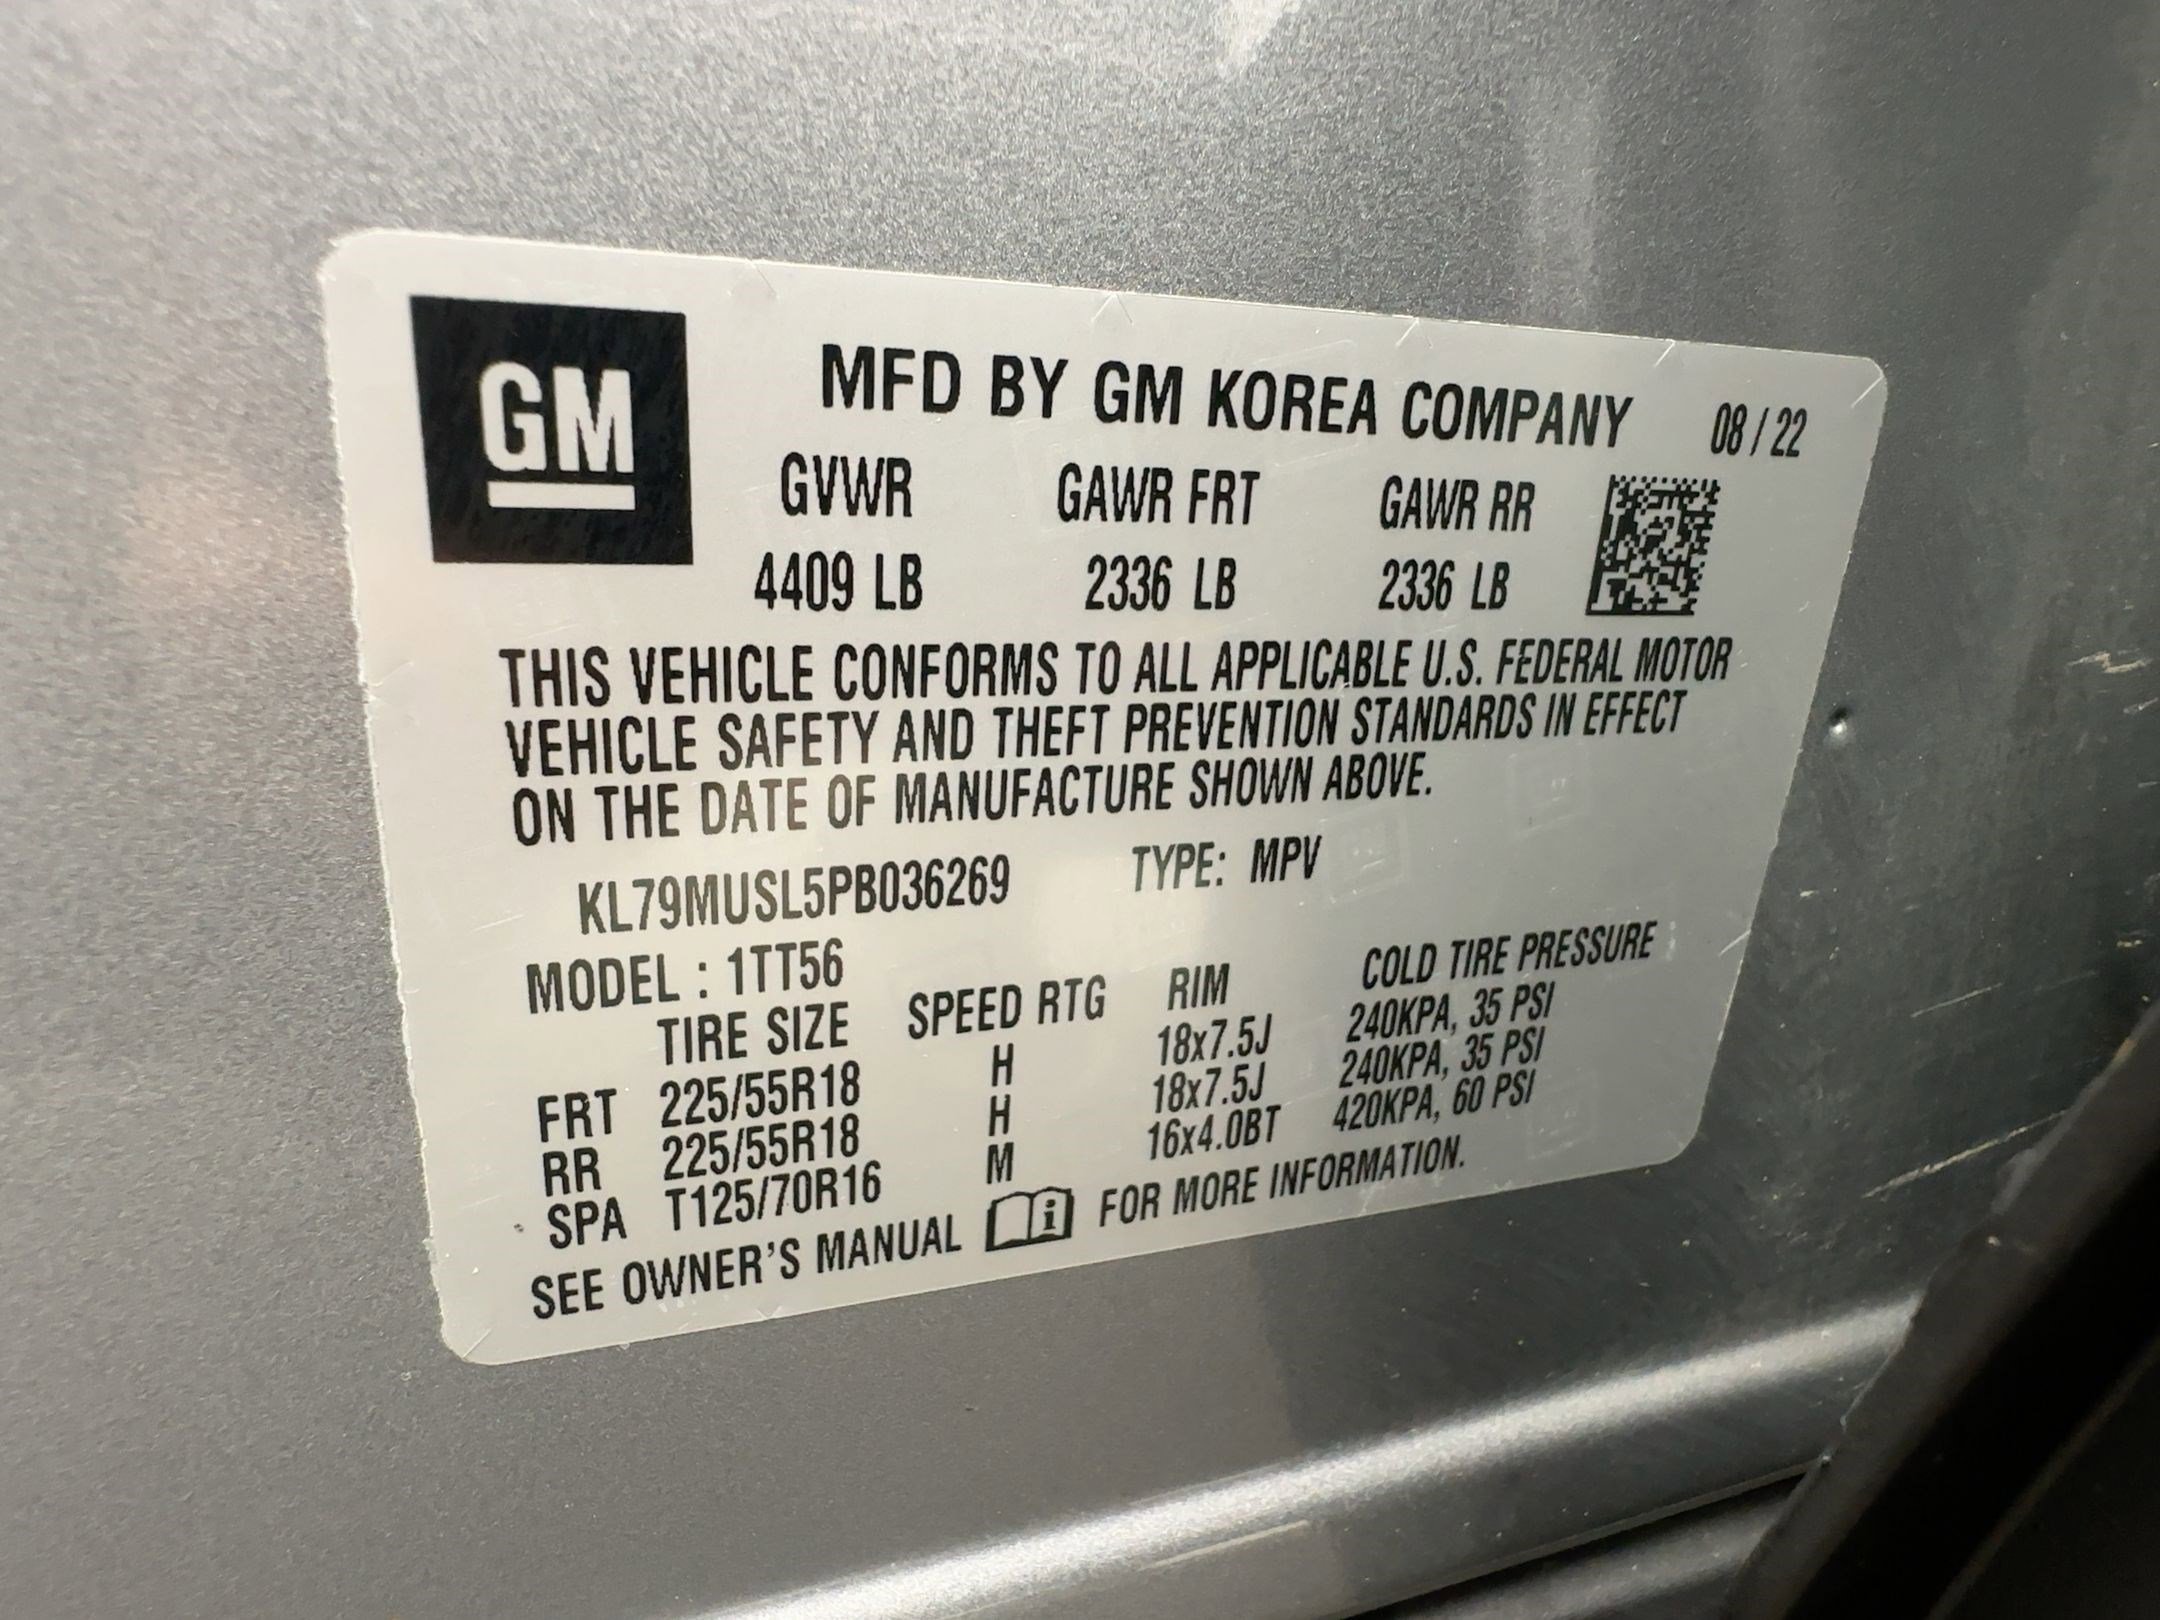 GM
MFD BY GM KOREA COMPANY 08 / 22
GVWR GAWR FRT GAWR RR
4409 LB 2336 LB 2336 LB
THIS VEHICLE CONFORMS TO ALL APPLICABLE U.S. FEDERAL MOTOR
VEHICLE SAFETY AND THEFT PREVENTION STANDARDS IN EFFECT
ON THE DATE OF MANUFACTURE SHOWN ABOVE.
KL79MUSL5PB036269 TYPE: MPV
MODEL : 1TT56
TIRE SIZE SPEED RTG RIM COLD TIRE PRESSURE
FRT 225/55R18 H 18x7.5J 240KPA, 35 PSI
RR 225/55R18 H 18x7.5J 240KPA, 35 PSI
SPA T125/70R16 M 16x4.0BT 420KPA, 60 PSI
SEE OWNER'S MANUAL i FOR MORE INFORMATION.